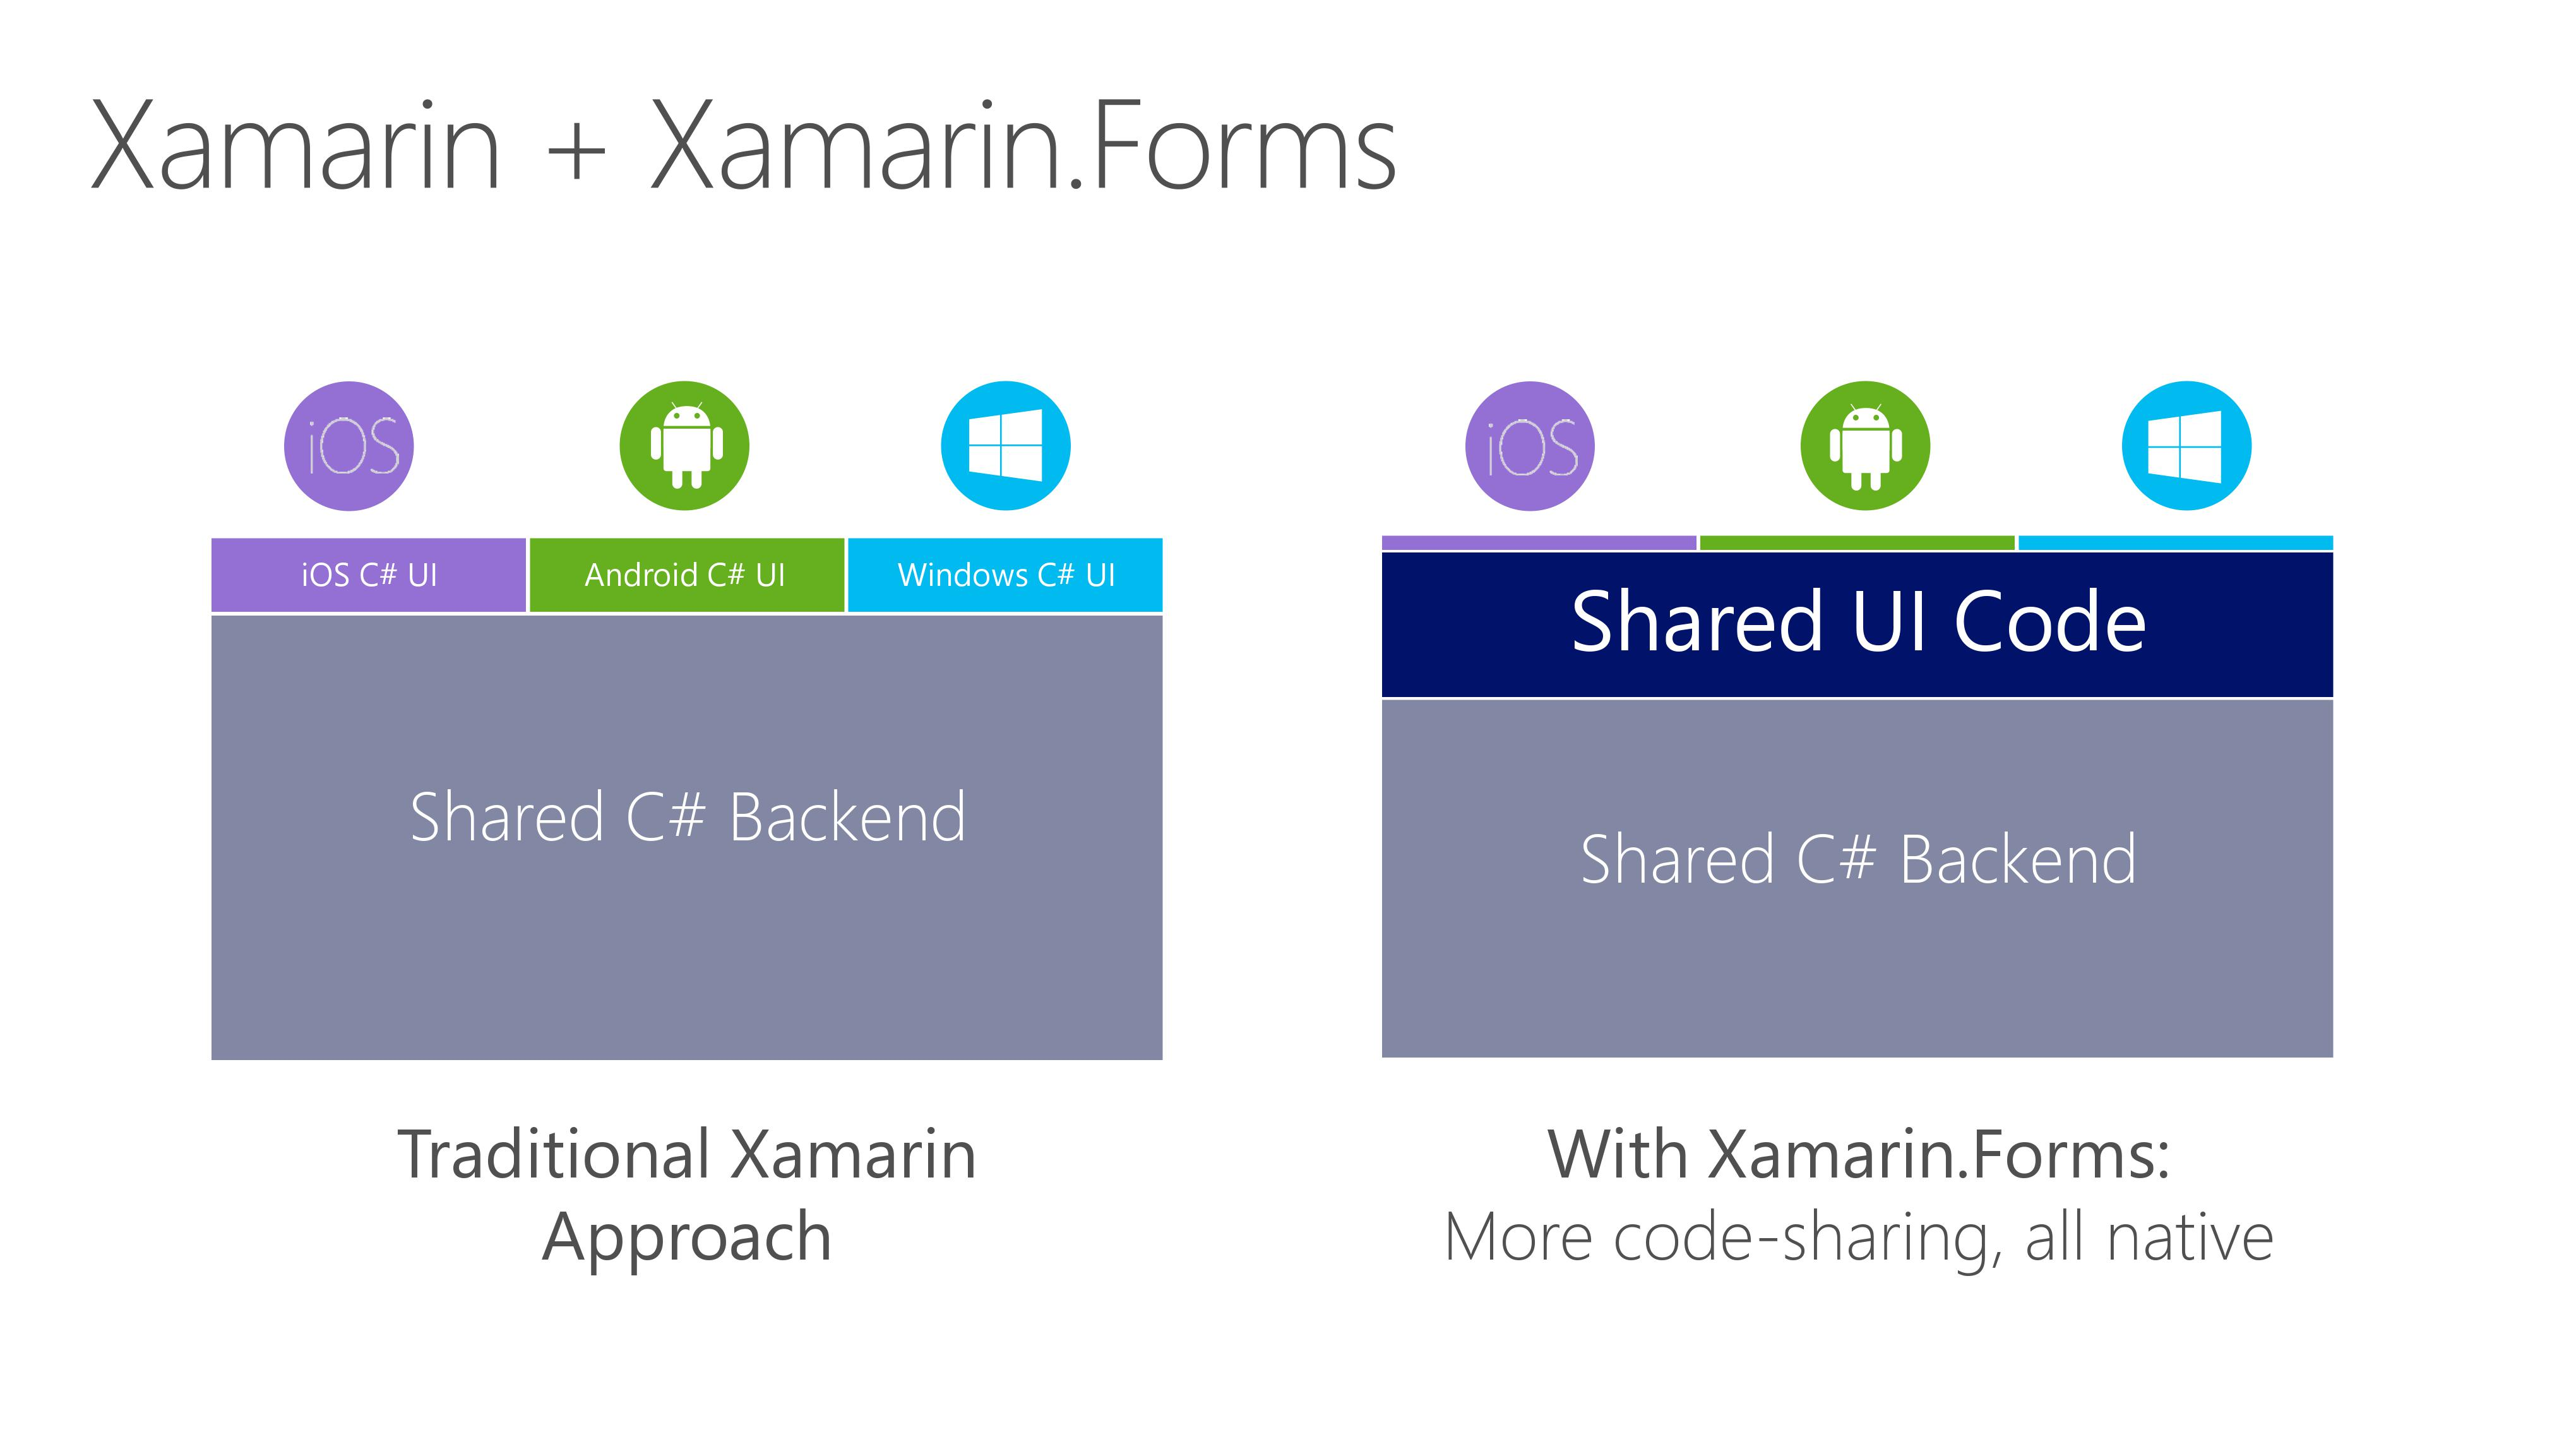 Xamarin + Xamarin.Forms
iOS
iOS C# UI
Android C# UI
Windows C# UI
Shared C# Backend
Traditional Xamarin
Approach
iOS
Shared UI Code
Shared C# Backend
With Xamarin.Forms:
More code-sharing, all native